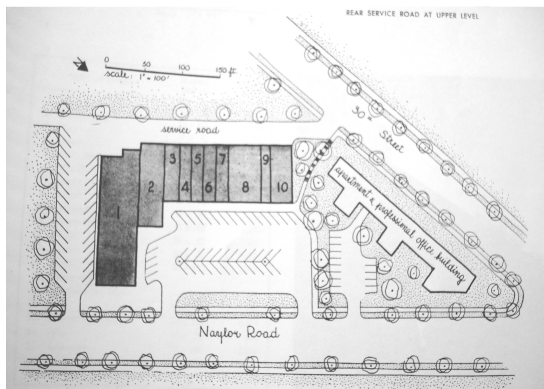 REAR SERVICE ROAD AT UPPER LEVEL
0 50 100 150 ft
scale: 1" = 100'
service road
30th Street
1 2 3 4 5 6 7 8 9 10
apartment & professional office building
Naylor Road